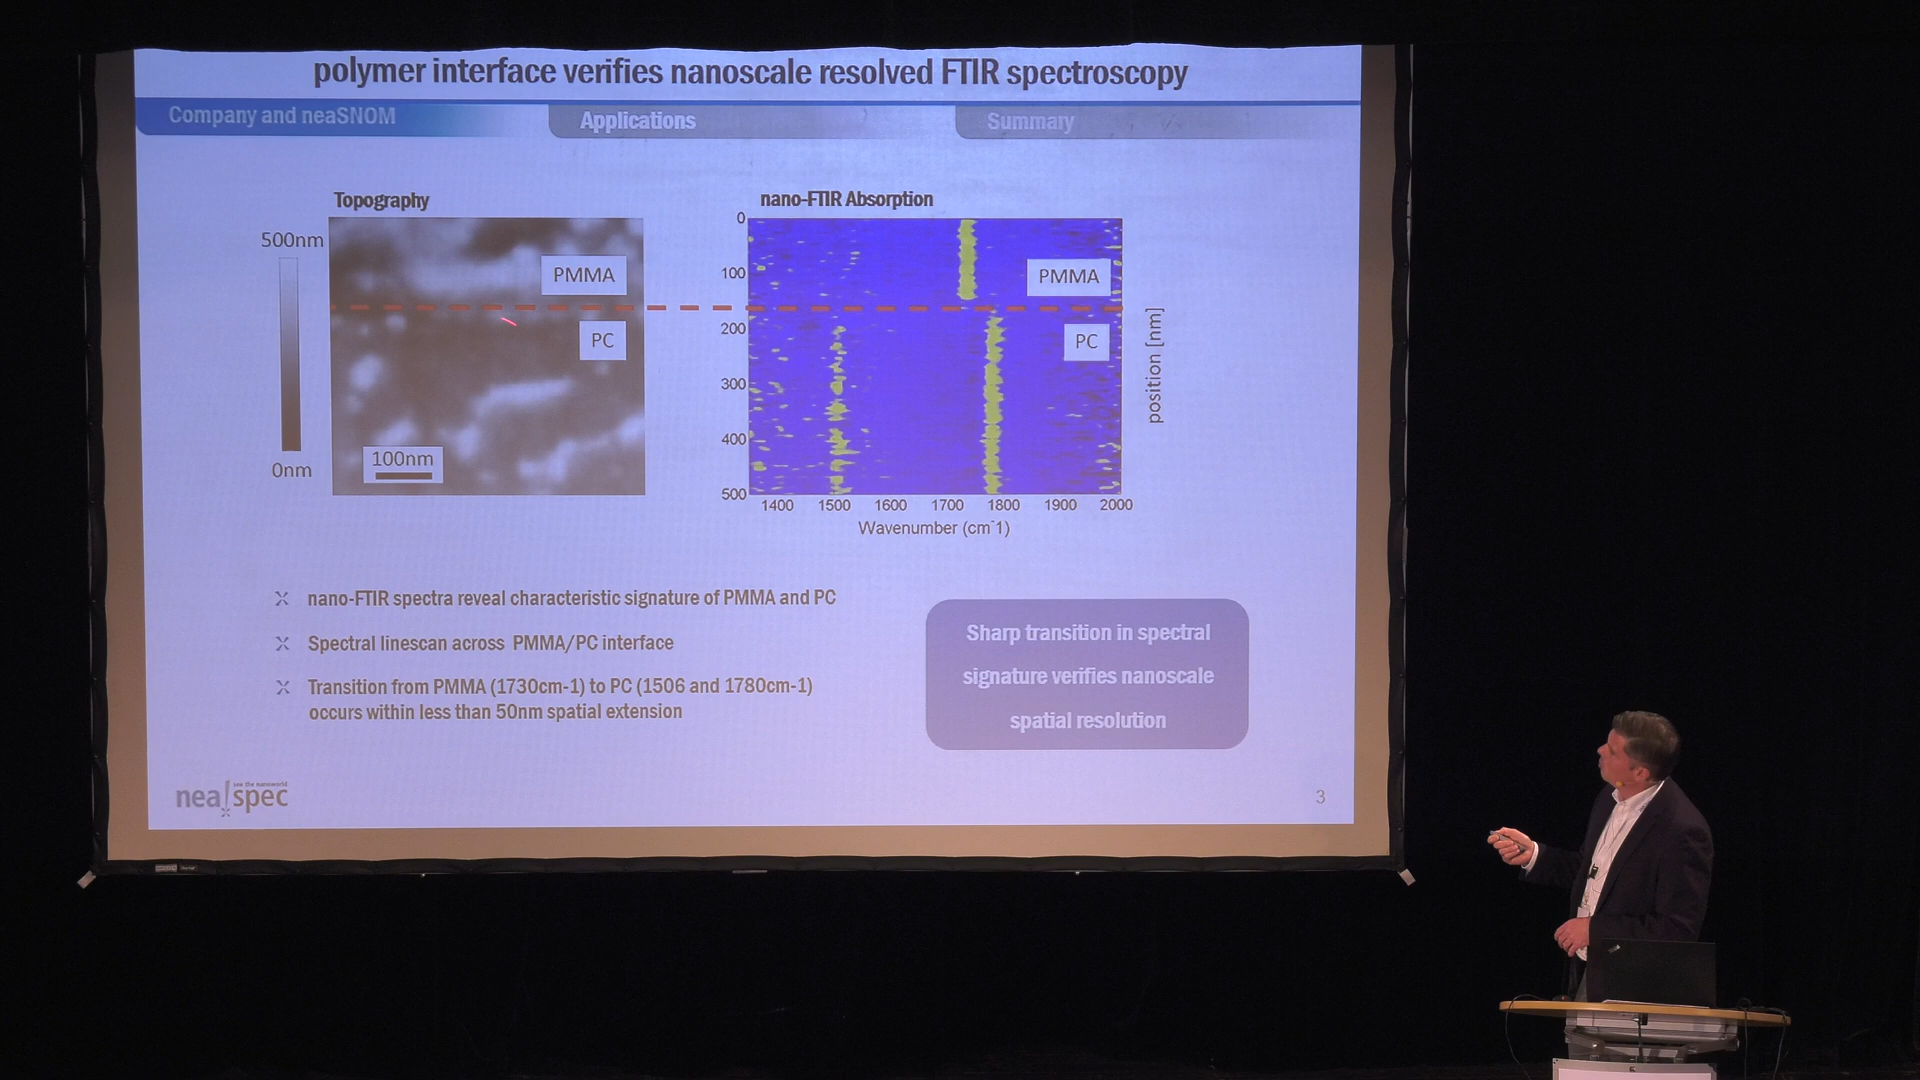 polymer interface verifies nanoscale resolved FTIR spectroscopy
Company and neaSNOM
Applications
Summary
Topography
500nm
0nm
PMMA
PC
100nm
nano-FTIR Absorption
0
100
200
300
400
500
PMMA
PC
position [nm]
1400 1500 1600 1700 1800 1900 2000
Wavenumber (cm-1)
nano-FTIR spectra reveal characteristic signature of PMMA and PC
Spectral linescan across PMMA/PC interface
Transition from PMMA (1730cm-1) to PC (1506 and 1780cm-1)
occurs within less than 50nm spatial extension
Sharp transition in spectral
signature verifies nanoscale
spatial resolution
see the nanoworld
nea spec
3